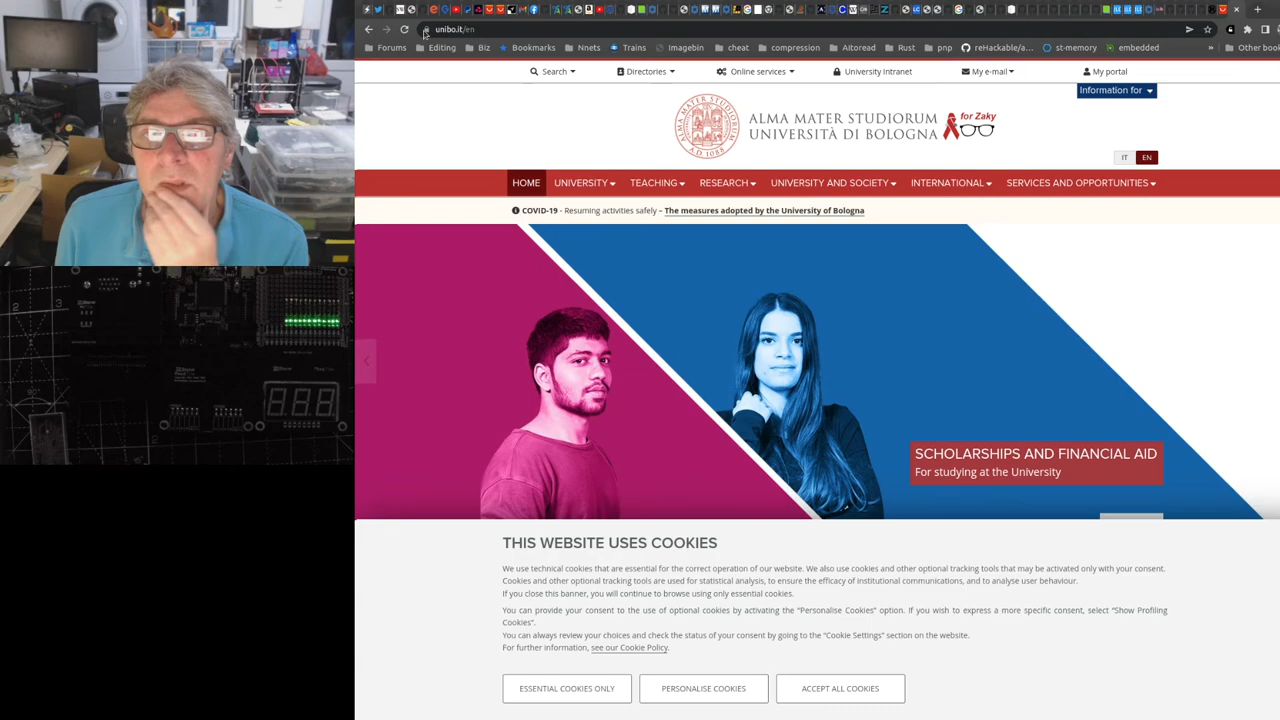 unibo.it/en
Forums Editing Biz Bookmarks Nnets Trains Imagebin cheat compression Aitoread Rust pnp reHackable/a... st-memory embedded Other book
Search Directories Online services University Intranet My e-mail My portal
Information for
ALMA MATER STUDIORUM
UNIVERSITÀ DI BOLOGNA
for Zaky
ALMA MATER STUDIORUM
A.D. 1088
IT EN
HOME UNIVERSITY TEACHING RESEARCH UNIVERSITY AND SOCIETY INTERNATIONAL SERVICES AND OPPORTUNITIES
COVID-19 - Resuming activities safely – The measures adopted by the University of Bologna
SCHOLARSHIPS AND FINANCIAL AID
For studying at the University
THIS WEBSITE USES COOKIES
We use technical cookies that are essential for the correct operation of our website. We also use cookies and other optional tracking tools that may be activated only with your consent.
Cookies and other optional tracking tools are used for statistical analysis, to ensure the efficacy of institutional communications, and to analyse user behaviour.
If you close this banner, you will continue to browse using only essential cookies.
You can provide your consent to the use of optional cookies by activating the “Personalise Cookies” option. If you wish to express a more specific consent, select “Show Profiling
Cookies”.
You can always review your choices and check the status of your consent by going to the “Cookie Settings” section on the website.
For further information, see our Cookie Policy.
ESSENTIAL COOKIES ONLY PERSONALISE COOKIES ACCEPT ALL COOKIES